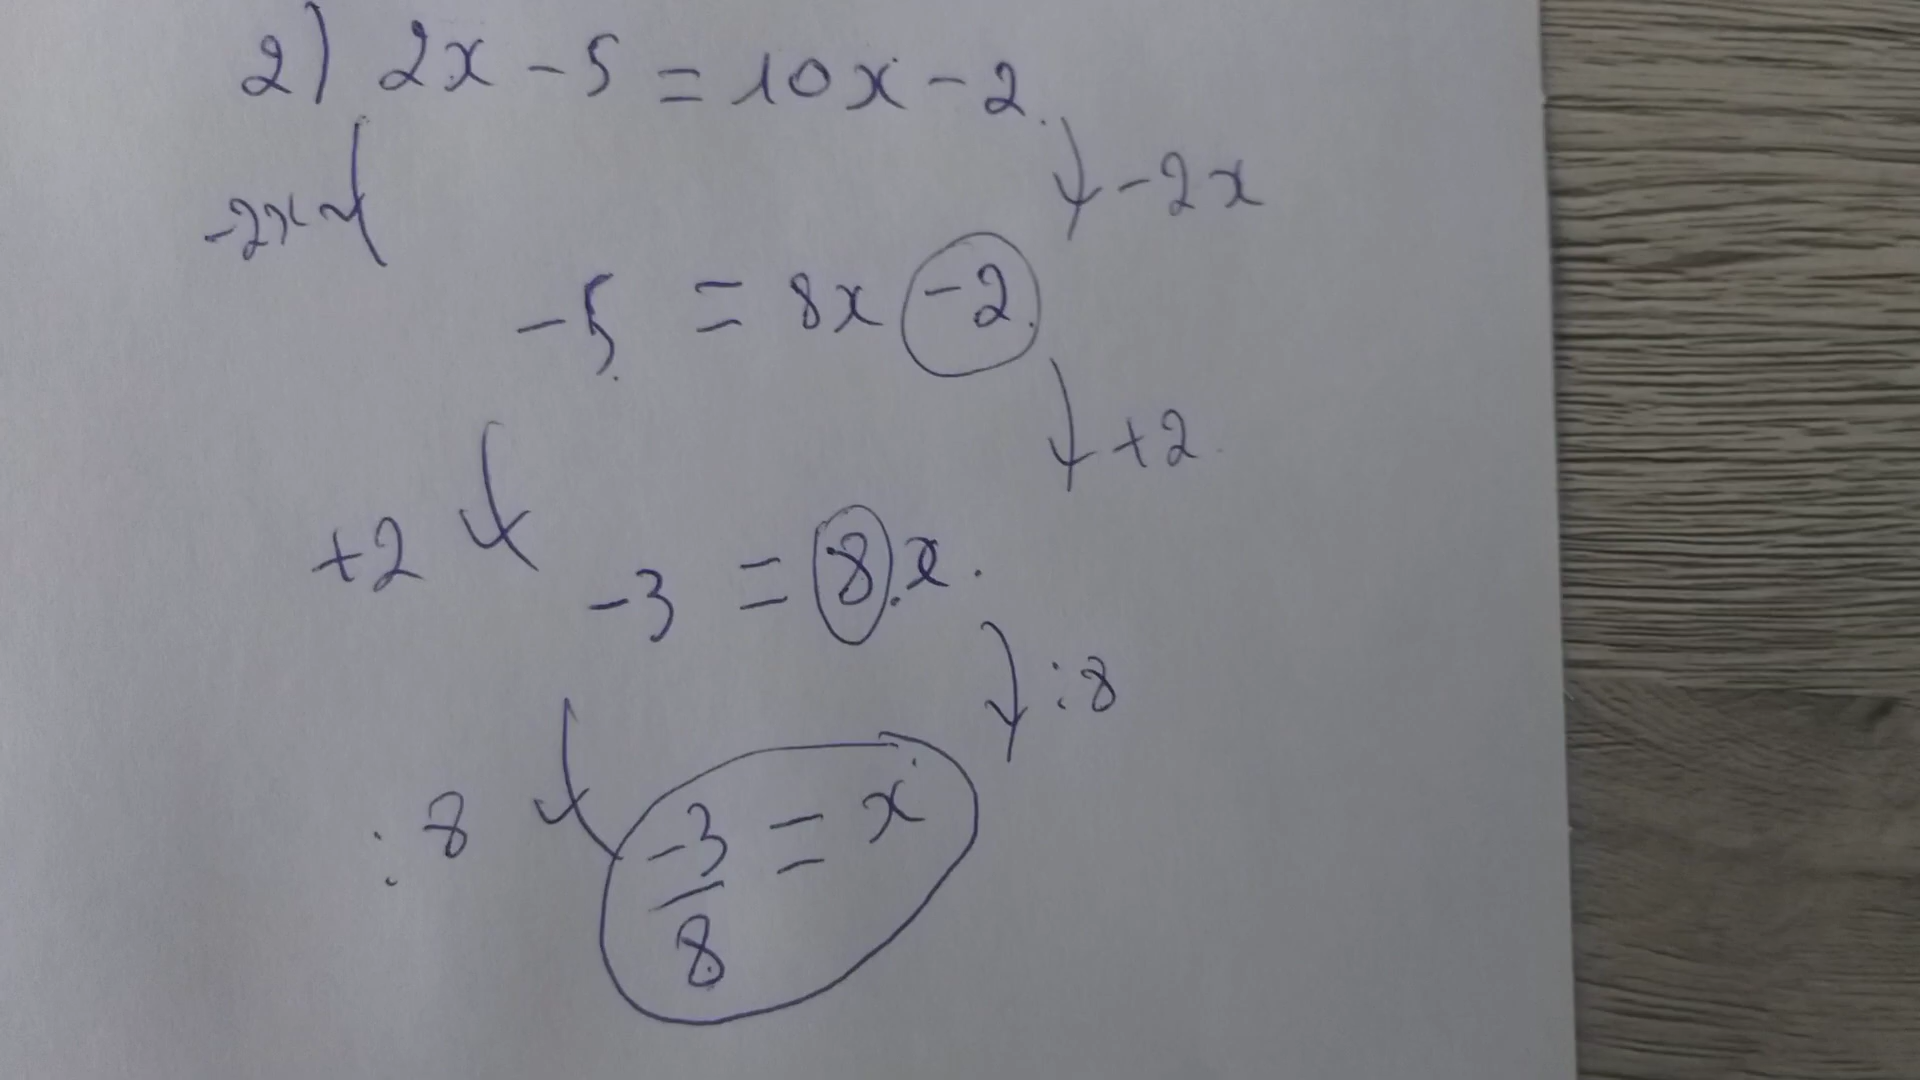 2) 2x - 5 = 10x - 2
-2x -2x
-5 = 8x - 2
+2 +2
-3 = 8.x
:8 :8
-3/8 = x